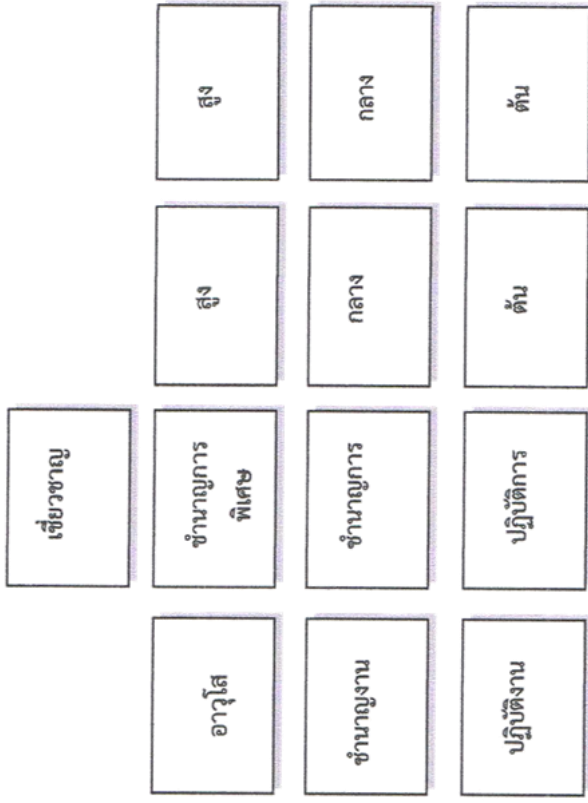 ปฏิบัติงาน
ชำนาญงาน
อาวุโส
ปฏิบัติการ
ชำนาญการ
ชำนาญการ
พิเศษ
เชี่ยวชาญ
ต้น
กลาง
สูง
ต้น
กลาง
สูง